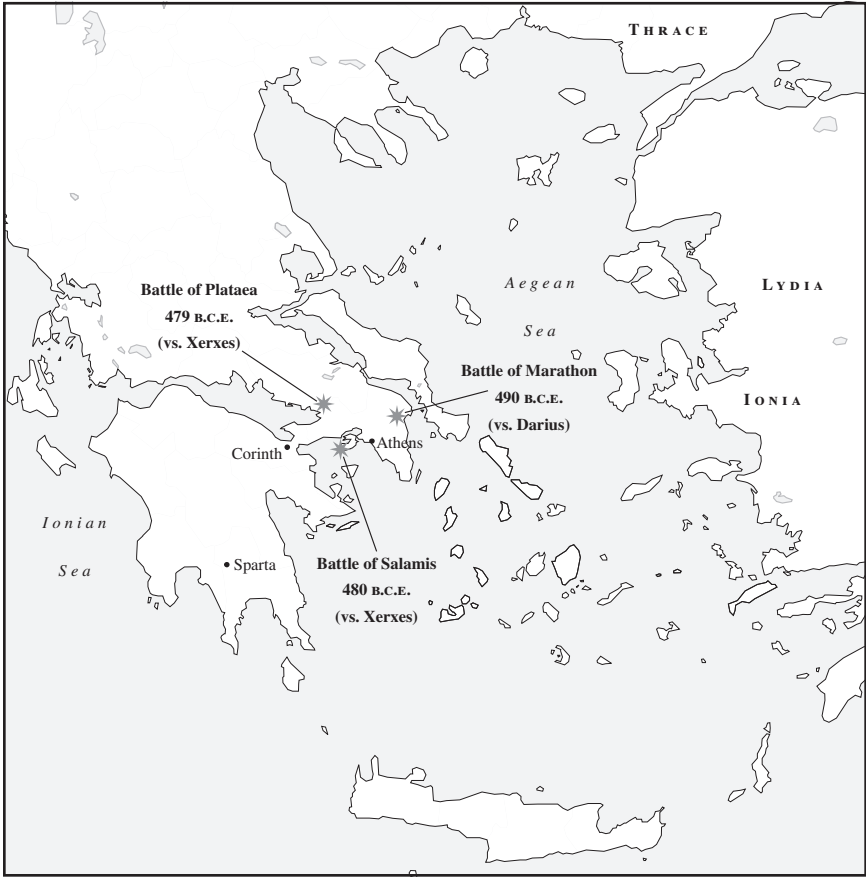 THRACE
Aegean
Sea
LYDIA
Battle of Plataea
479 B.C.E.
(vs. Xerxes)
Battle of Marathon
490 B.C.E.
(vs. Darius)
IONIA
Corinth
Athens
Ionian
Sea
Sparta
Battle of Salamis
480 B.C.E.
(vs. Xerxes)